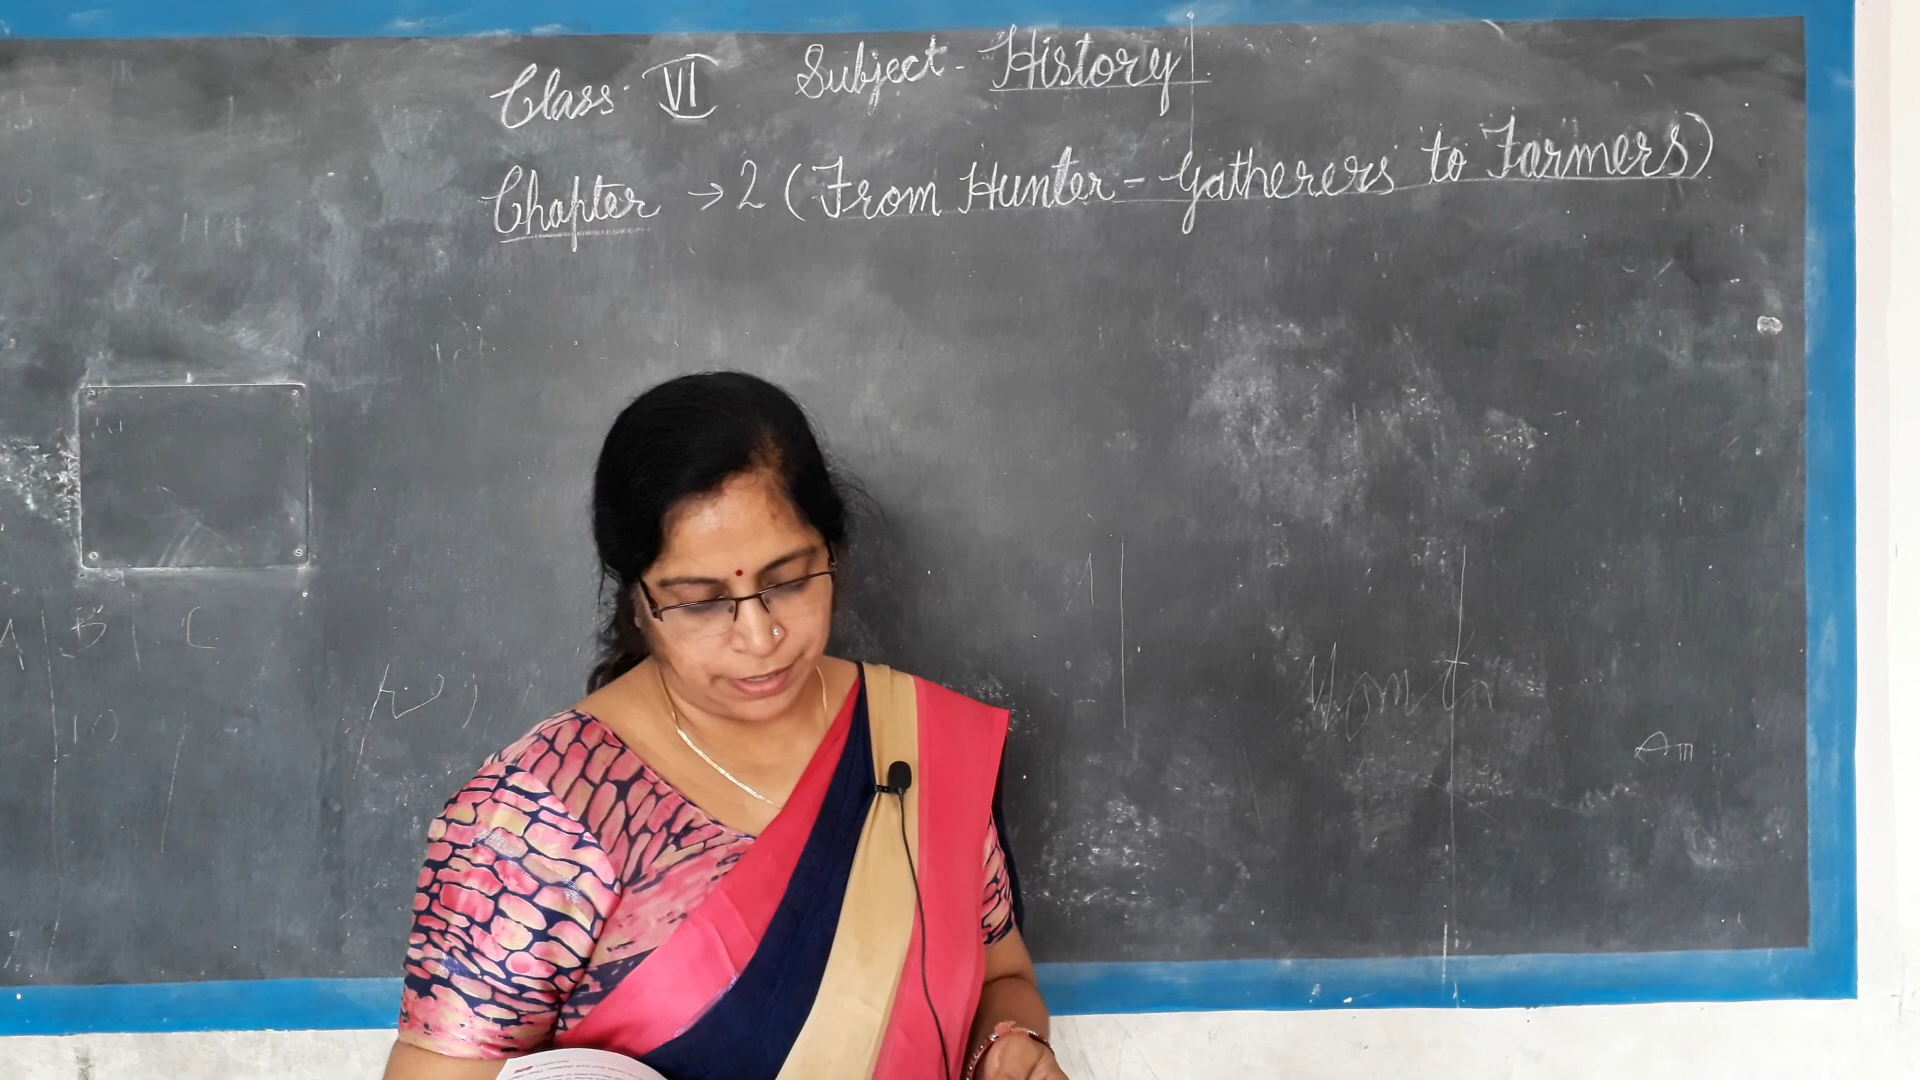 Class- VI Subject- History
Chapter → 2 (From Hunter-Gatherers to Farmers)
B C